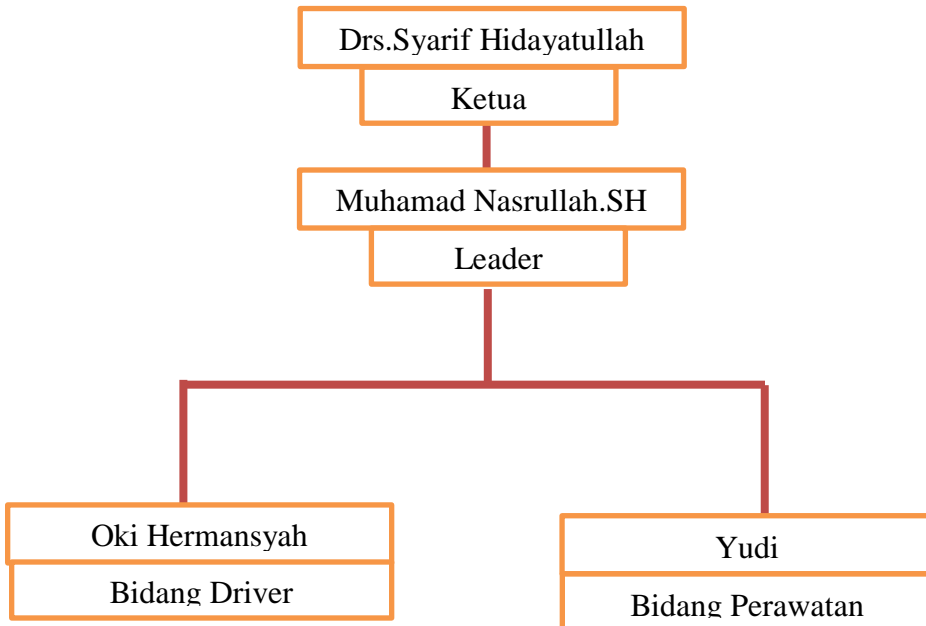 Drs.Syarif Hidayatullah
Ketua
Muhamad Nasrullah.SH
Leader
Oki Hermansyah
Bidang Driver
Yudi
Bidang Perawatan